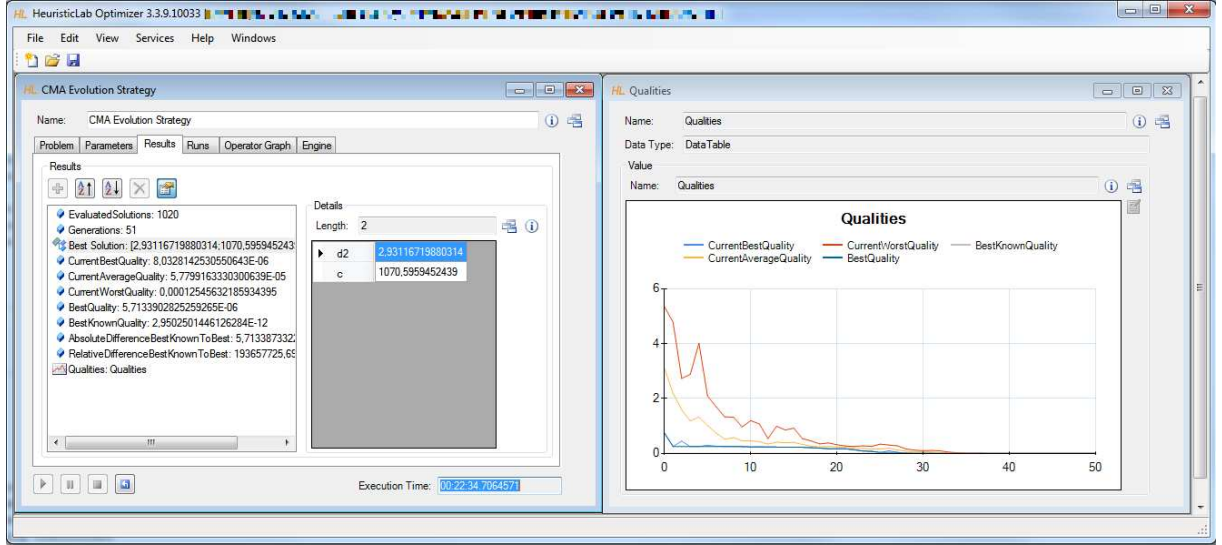 HL HeuristicLab Optimizer 3.3.9.10033
File Edit View Services Help Windows
HL CMA Evolution Strategy
Name: CMA Evolution Strategy
Problem Parameters Results Runs Operator Graph Engine
Results
EvaluatedSolutions: 1020
Generations: 51
Best Solution: [2,93116719880314;1070,595945243
CurrentBestQuality: 8,0328142530550643E-06
CurrentAverageQuality: 5,7799163330300639E-05
CurrentWorstQuality: 0,00012545632185934395
BestQuality: 5,7133902825259265E-06
BestKnownQuality: 2,9502501446126284E-12
AbsoluteDifferenceBestKnownToBest: 5,713387332
RelativeDifferenceBestKnownToBest: 193657725,69
Qualities: Qualities
Details
Length: 2
d2 2,93116719880314
c 1070,5959452439
Execution Time: 00:22:34.7064571
HL Qualities
Name: Qualities
Data Type: DataTable
Value
Name: Qualities
Qualities
CurrentBestQuality CurrentWorstQuality BestKnownQuality
CurrentAverageQuality BestQuality
6
4
2
0
0 10 20 30 40 50